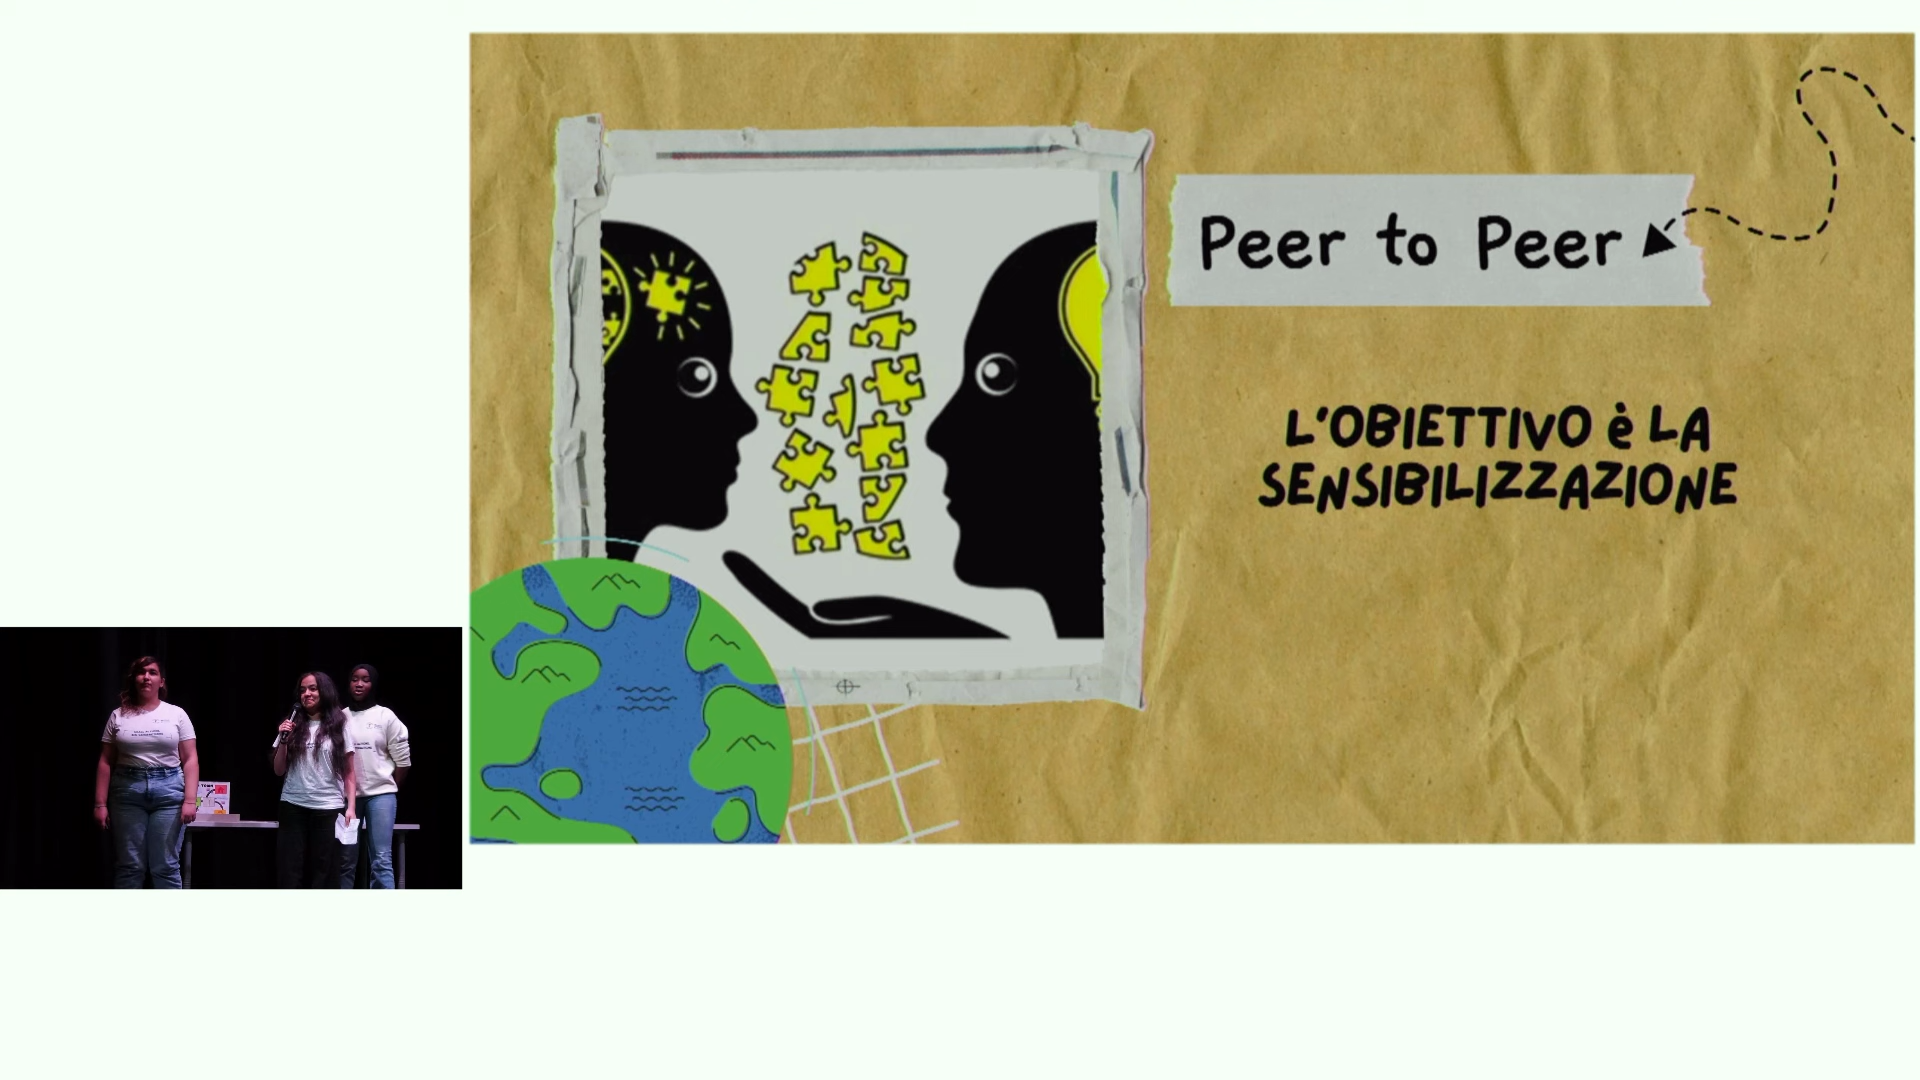 Peer to Peer
L'OBIETTIVO è LA
SENSIBILIZZAZIONE